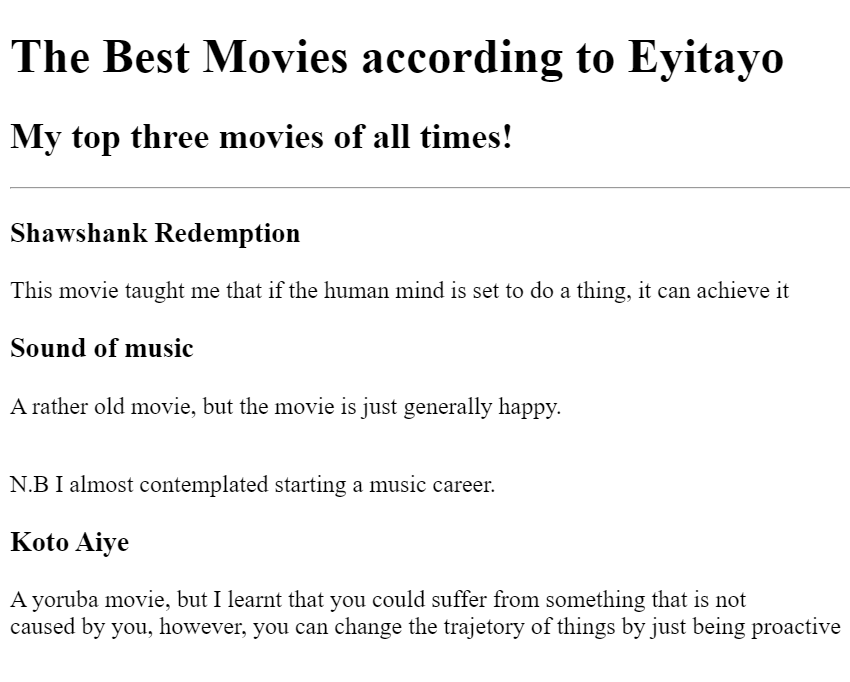 The Best Movies according to Eyitayo
My top three movies of all times!
Shawshank Redemption
This movie taught me that if the human mind is set to do a thing, it can achieve it
Sound of music
A rather old movie, but the movie is just generally happy.
N.B I almost contemplated starting a music career.
Koto Aiye
A yoruba movie, but I learnt that you could suffer from something that is not
caused by you, however, you can change the trajetory of things by just being proactive